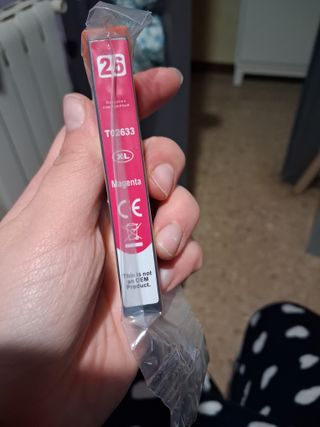 26
T02633
XL
Magenta
CE
This is not
an OEM
Product.